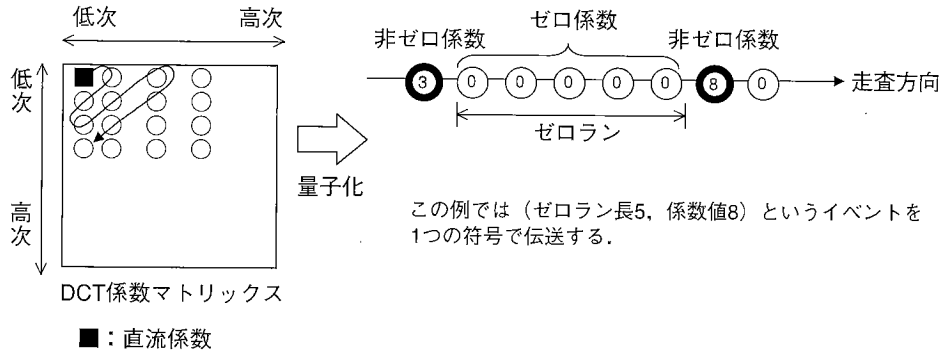 低次
高次
低次
高次
DCT係数マトリックス
■：直流係数
量子化
非ゼロ係数
ゼロ係数
非ゼロ係数
3 0 0 0 0 0 8 0
走査方向
ゼロラン
この例では（ゼロラン長5，係数値8）というイベントを
1つの符号で伝送する．